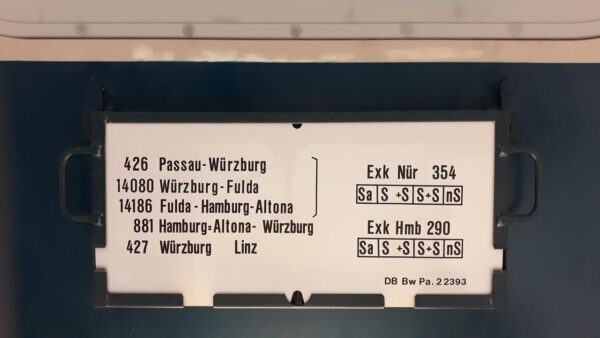 426 Passau-Würzburg
14080 Würzburg-Fulda
14186 Fulda-Hamburg-Altona
881 Hamburg=Altona- Würzburg
427 Würzburg Linz
Exk Nür 354
Sa S +S S+S nS
Exk Hmb 290
Sa S +S S+S nS
DB Bw Pa. 22393